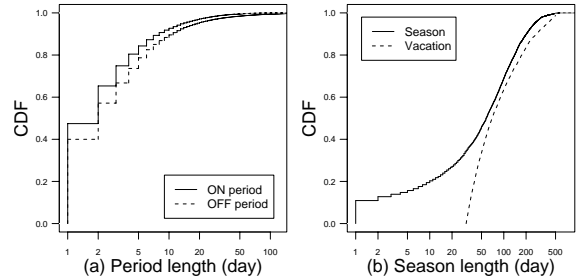 CDF
1.0
0.8
0.6
0.4
0.2
0.0
ON period
OFF period
1 2 5 10 20 50 100
(a) Period length (day)
CDF
1.0
0.8
0.6
0.4
0.2
0.0
Season
Vacation
1 2 5 10 20 50 100 200 500
(b) Season length (day)